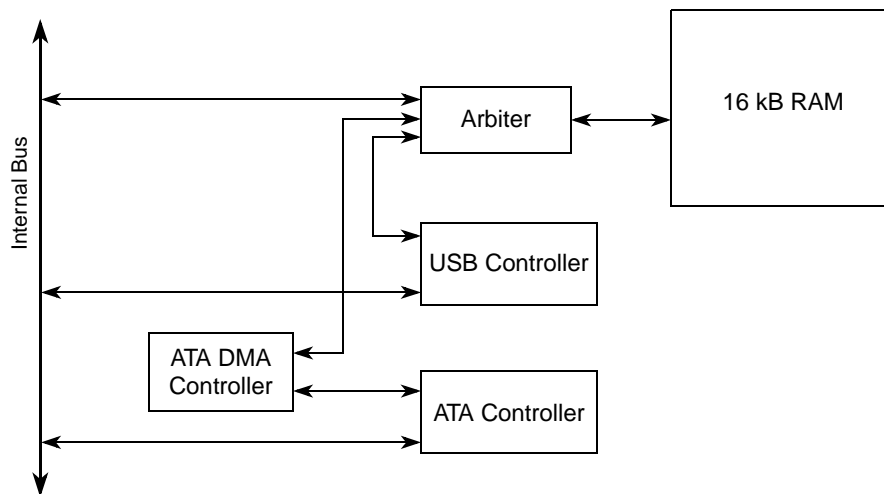 16 kB RAM
Arbiter
Internal Bus
USB Controller
ATA DMA
Controller
ATA Controller